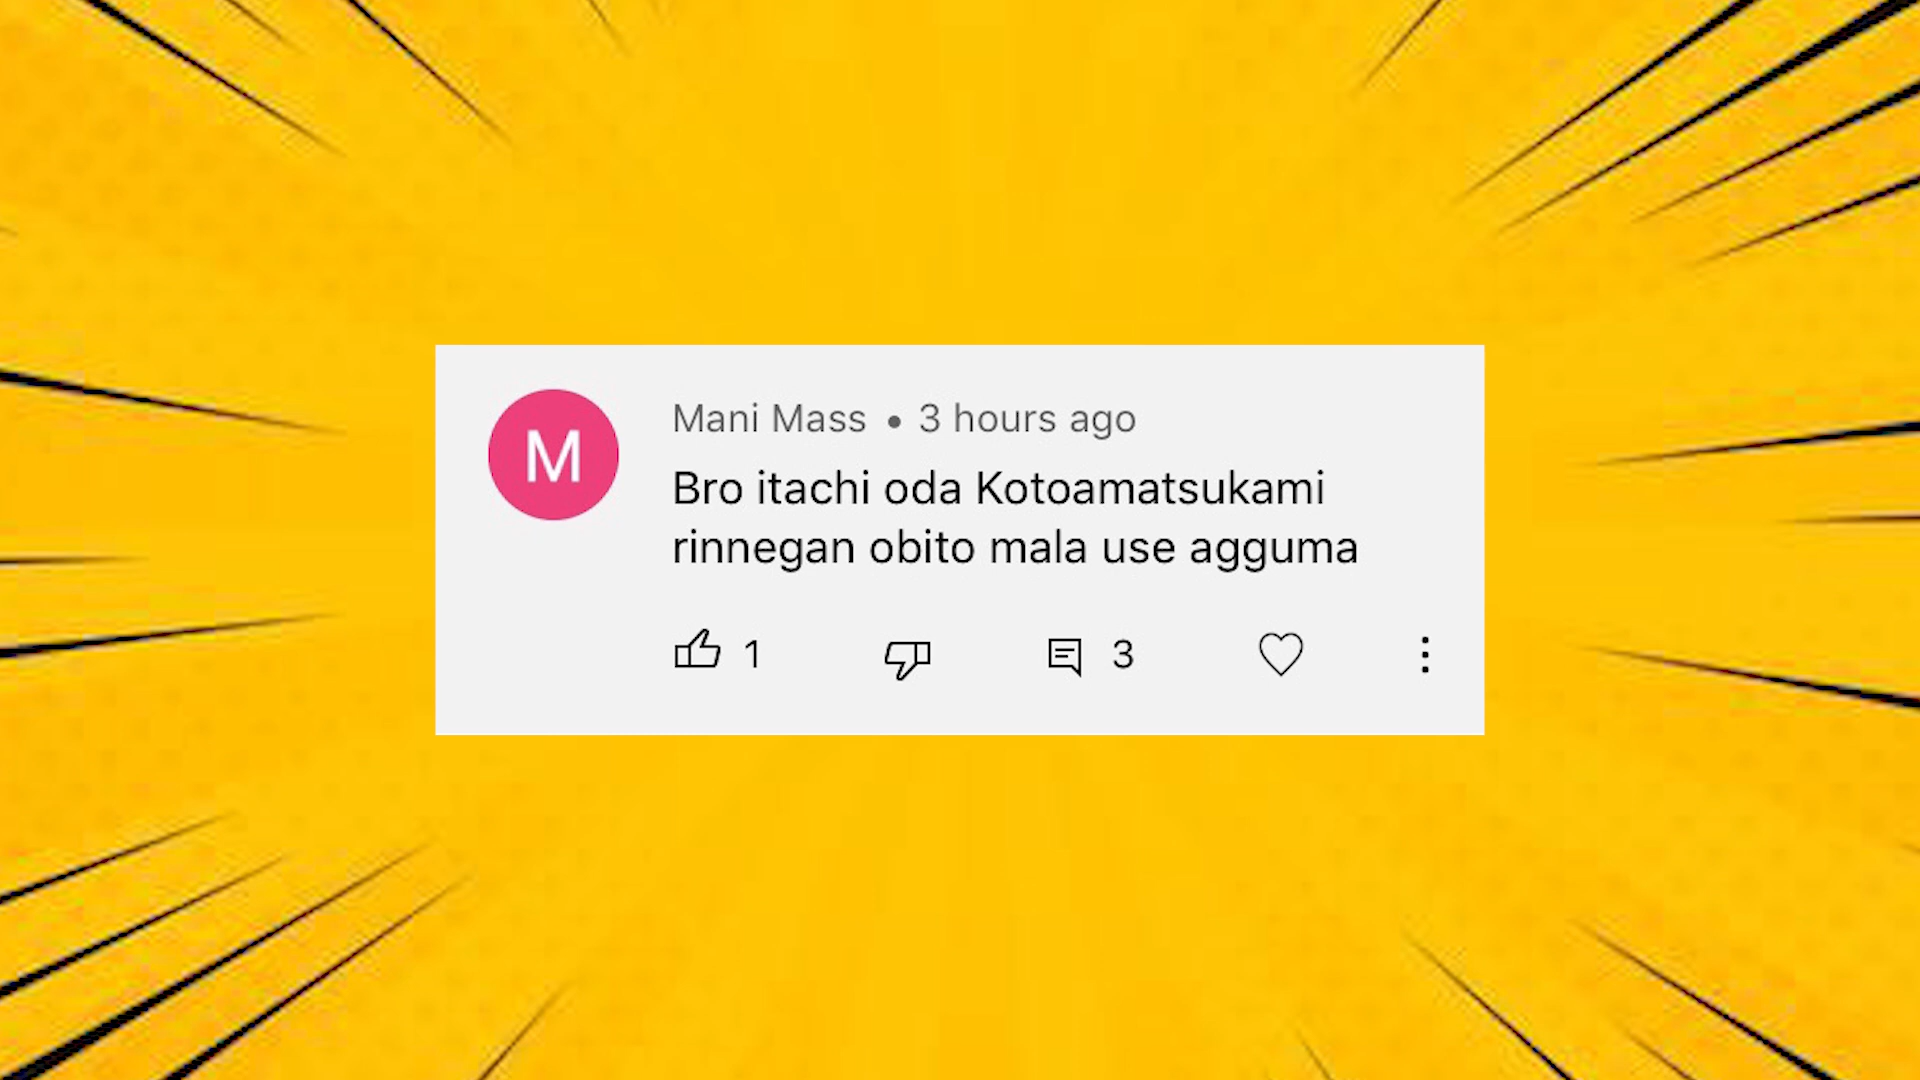 M
Mani Mass • 3 hours ago
Bro itachi oda Kotoamatsukami
rinnegan obito mala use agguma
1 3